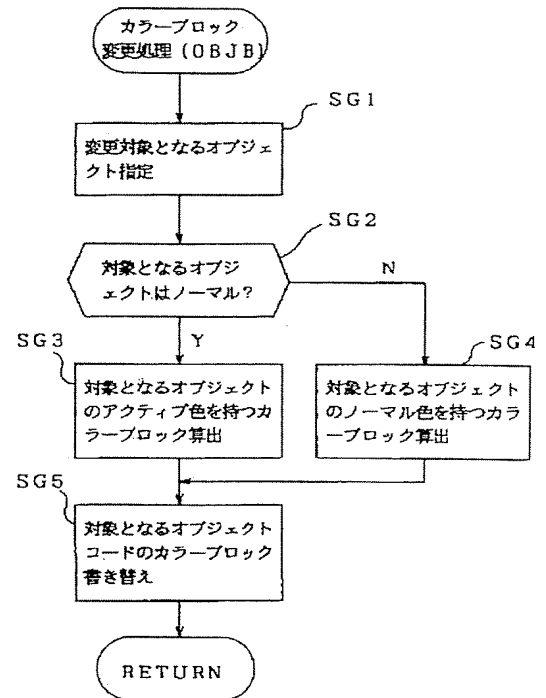 カラーブロック
変更処理(OBJB)
SG1
変更対象となるオブジェ
クト指定
SG2
対象となるオブジ
ェクトはノーマル?
N
Y
SG3
対象となるオブジェクト
のアクティブ色を持つカ
ラーブロック算出
SG4
対象となるオブジェクト
のノーマル色を持つカラ
ーブロック算出
SG5
対象となるオブジェクト
コードのカラーブロック
書き替え
RETURN